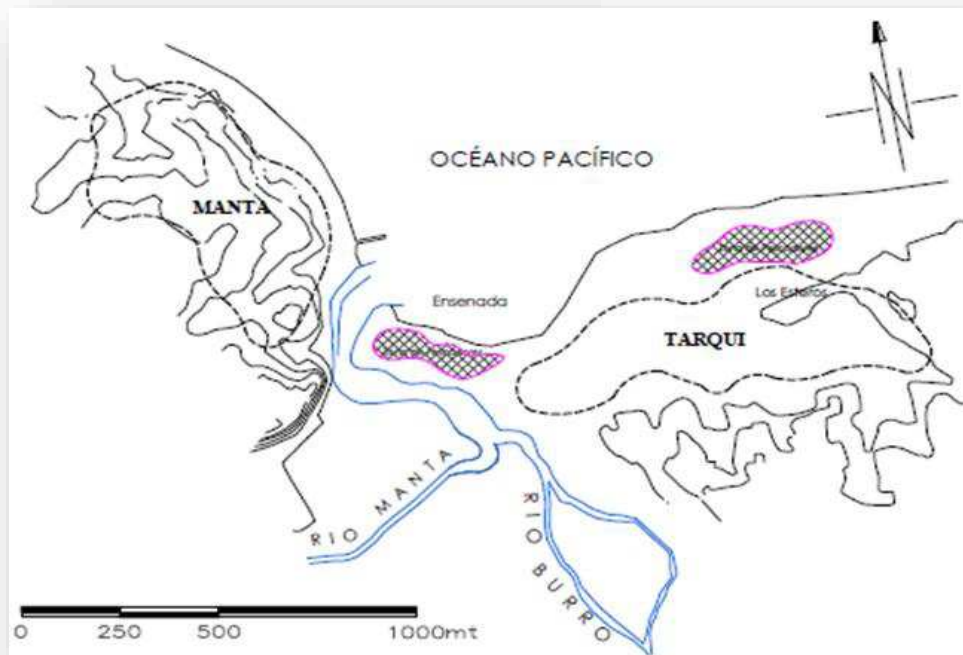 OCÉANO PACÍFICO
MANTA
Ensenada
Los Esteros
TARQUI
RIO MANTA
RIO BURRO
N
0 250 500 1000mt